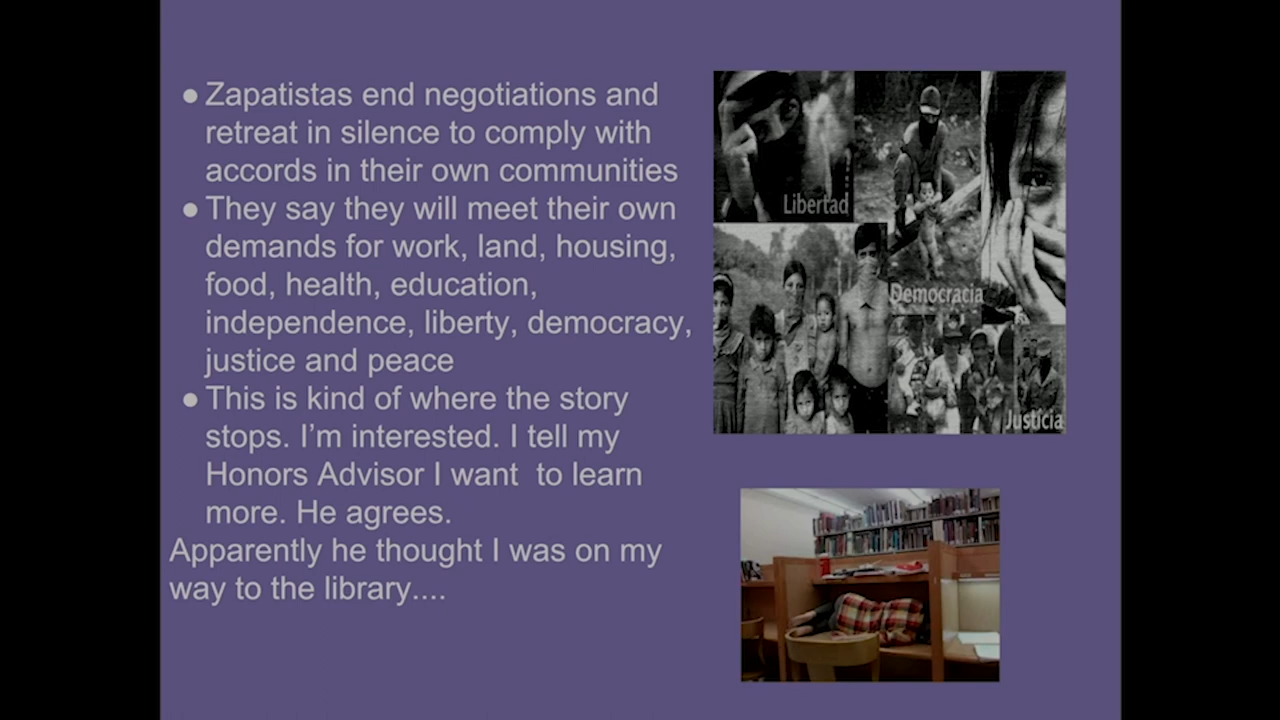 ● Zapatistas end negotiations and
retreat in silence to comply with
accords in their own communities
● They say they will meet their own
demands for work, land, housing,
food, health, education,
independence, liberty, democracy,
justice and peace
● This is kind of where the story
stops. I'm interested. I tell my
Honors Advisor I want  to learn
more. He agrees.
Apparently he thought I was on my
way to the library....
Libertad
Democracia
Justicia